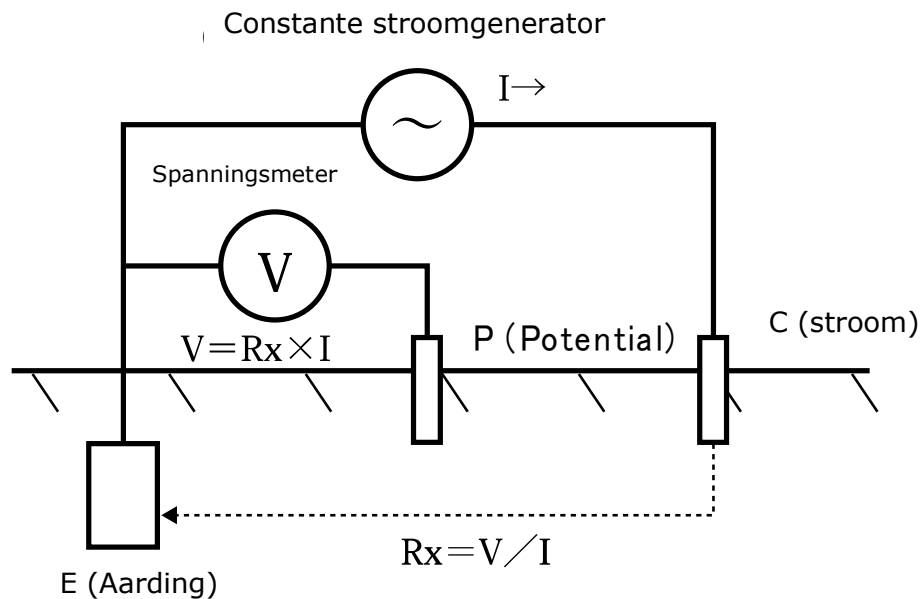 Constante stroomgenerator
I→
~
Spanningsmeter
V
V=Rx×I
P (Potential)
C (stroom)
Rx=V/I
E (Aarding)